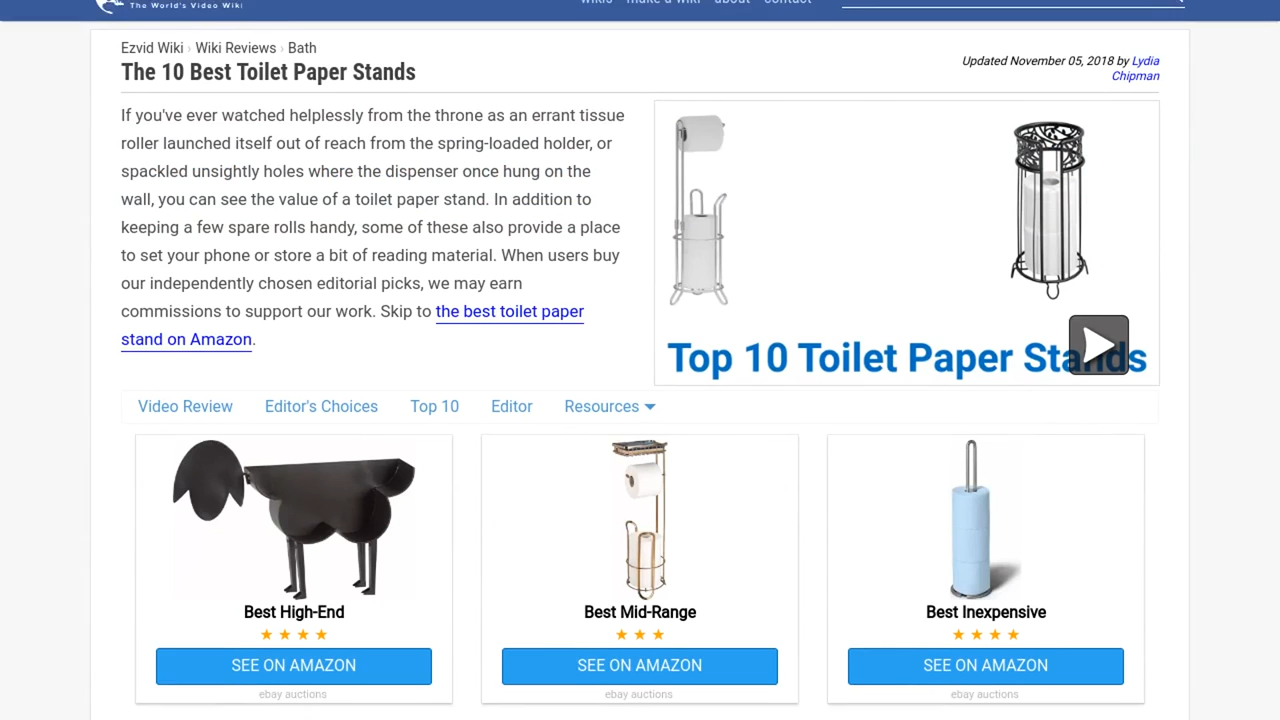 The World's Video Wiki
wikis make a wiki about contact
Ezvid Wiki › Wiki Reviews › Bath
The 10 Best Toilet Paper Stands
Updated November 05, 2018 by Lydia
Chipman
If you've ever watched helplessly from the throne as an errant tissue
roller launched itself out of reach from the spring-loaded holder, or
spackled unsightly holes where the dispenser once hung on the
wall, you can see the value of a toilet paper stand. In addition to
keeping a few spare rolls handy, some of these also provide a place
to set your phone or store a bit of reading material. When users buy
our independently chosen editorial picks, we may earn
commissions to support our work. Skip to the best toilet paper
stand on Amazon.
Top 10 Toilet Paper Stands
Video Review Editor's Choices Top 10 Editor Resources
Best High-End
SEE ON AMAZON
ebay auctions
Best Mid-Range
SEE ON AMAZON
ebay auctions
Best Inexpensive
SEE ON AMAZON
ebay auctions